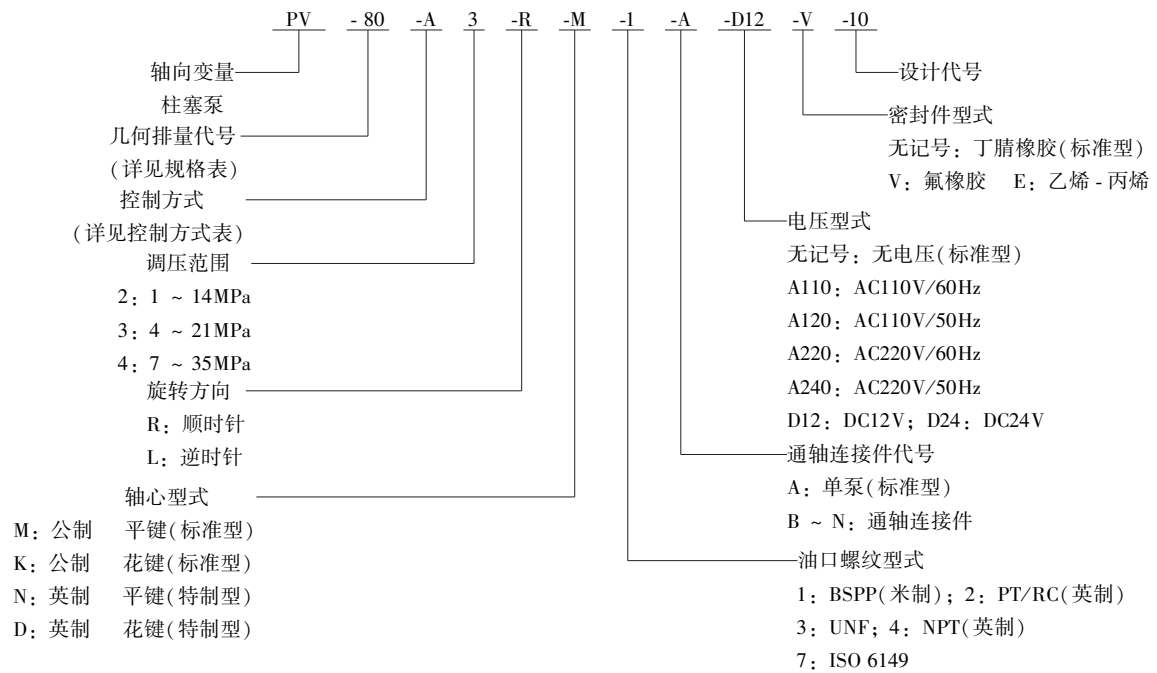 PV - 80 -A 3 -R -M -1 -A -D12 -V -10
轴向变量
柱塞泵
几何排量代号
(详见规格表)
控制方式
(详见控制方式表)
调压范围
2：1 ~ 14MPa
3：4 ~ 21MPa
4：7 ~ 35MPa
旋转方向
R：顺时针
L：逆时针
轴心型式
M：公制 平键(标准型)
K：公制 花键(标准型)
N：英制 平键(特制型)
D：英制 花键(特制型)
设计代号
密封件型式
无记号：丁腈橡胶(标准型)
V：氟橡胶 E：乙烯 - 丙烯
电压型式
无记号：无电压(标准型)
A110：AC110V/60Hz
A120：AC110V/50Hz
A220：AC220V/60Hz
A240：AC220V/50Hz
D12：DC12V；D24：DC24V
通轴连接件代号
A：单泵(标准型)
B ~ N：通轴连接件
油口螺纹型式
1：BSPP(米制)；2：PT/RC(英制)
3：UNF；4：NPT(英制)
7：ISO 6149